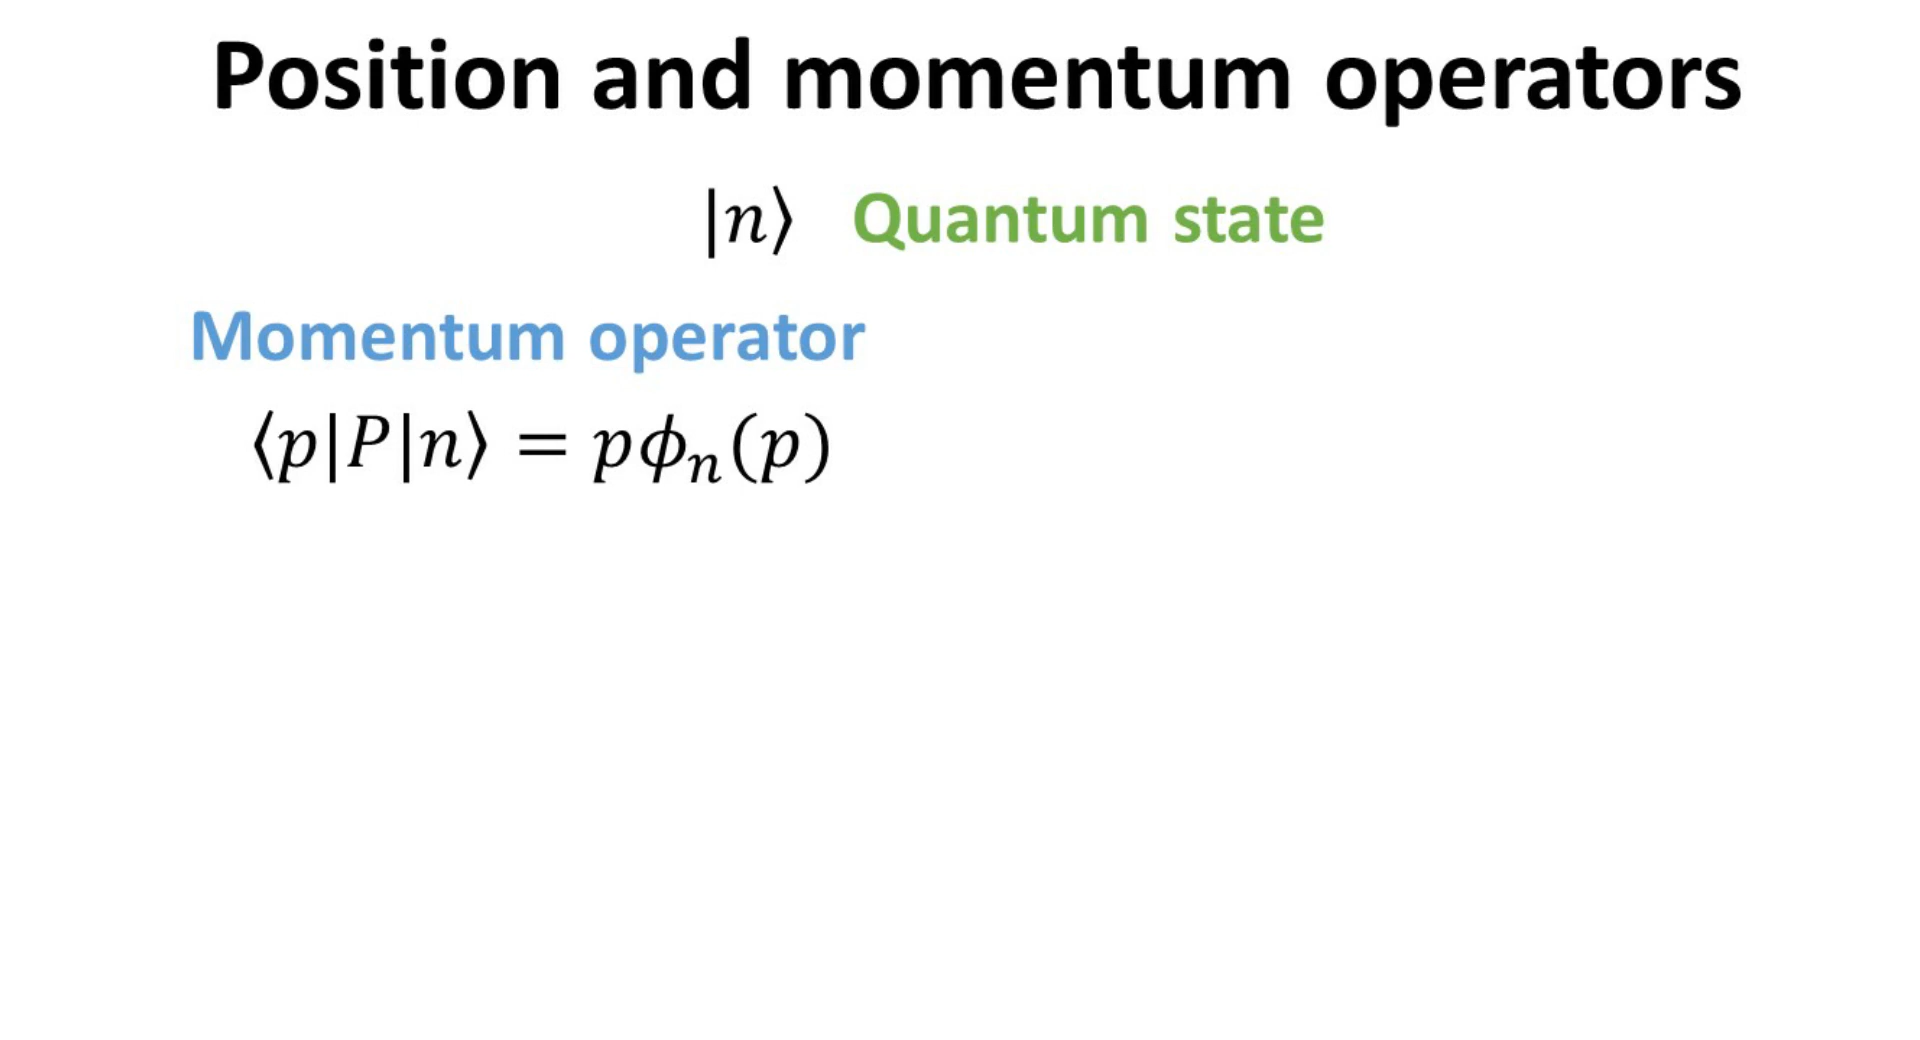 Position and momentum operators
|n⟩ Quantum state
Momentum operator
⟨p|P|n⟩ = pϕₙ(p)